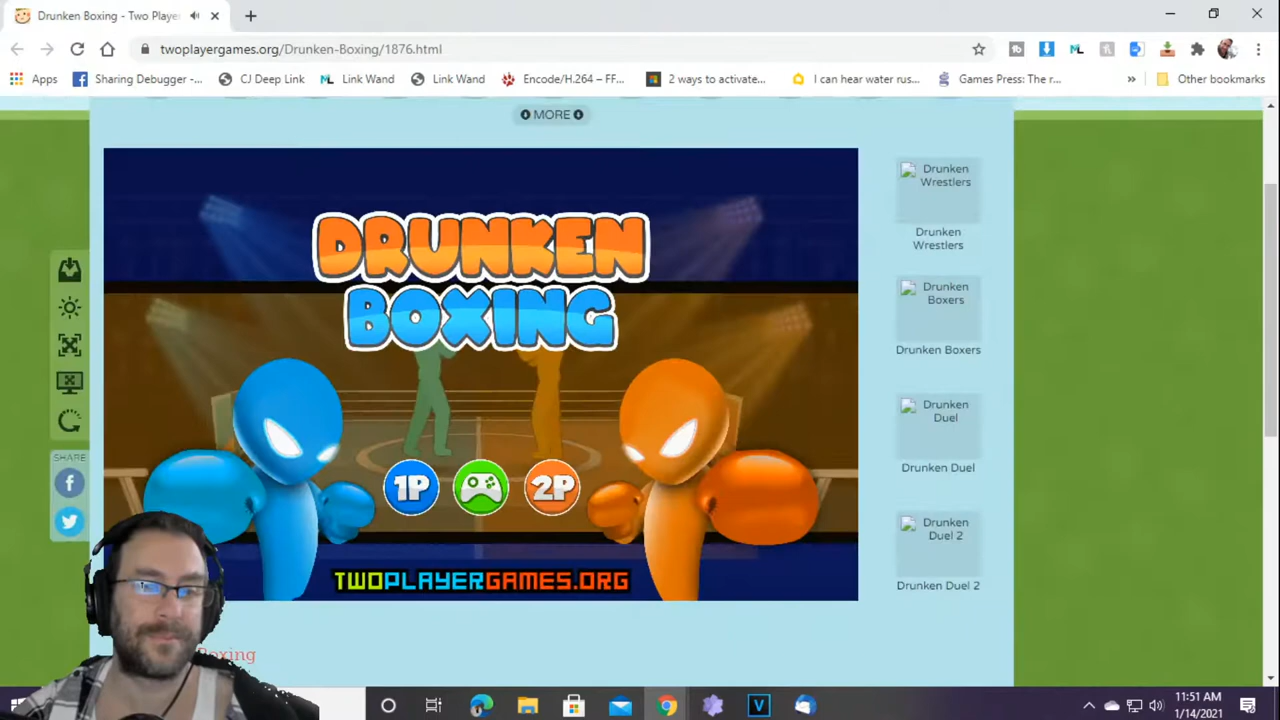 Drunken Boxing - Two Player
twoplayergames.org/Drunken-Boxing/1876.html
Apps
Sharing Debugger -...
CJ Deep Link
Link Wand
Link Wand
Encode/H.264 – FF...
2 ways to activate...
I can hear water rus...
Games Press: The r...
»
Other bookmarks
MORE
DRUNKEN
BOXING
1P
2P
TWOPLAYERGAMES.ORG
Drunken
Wrestlers
Drunken
Wrestlers
Drunken
Boxers
Drunken Boxers
Drunken
Duel
Drunken Duel
Drunken
Duel 2
Drunken Duel 2
SHARE
Boxing
11:51 AM
1/14/2021